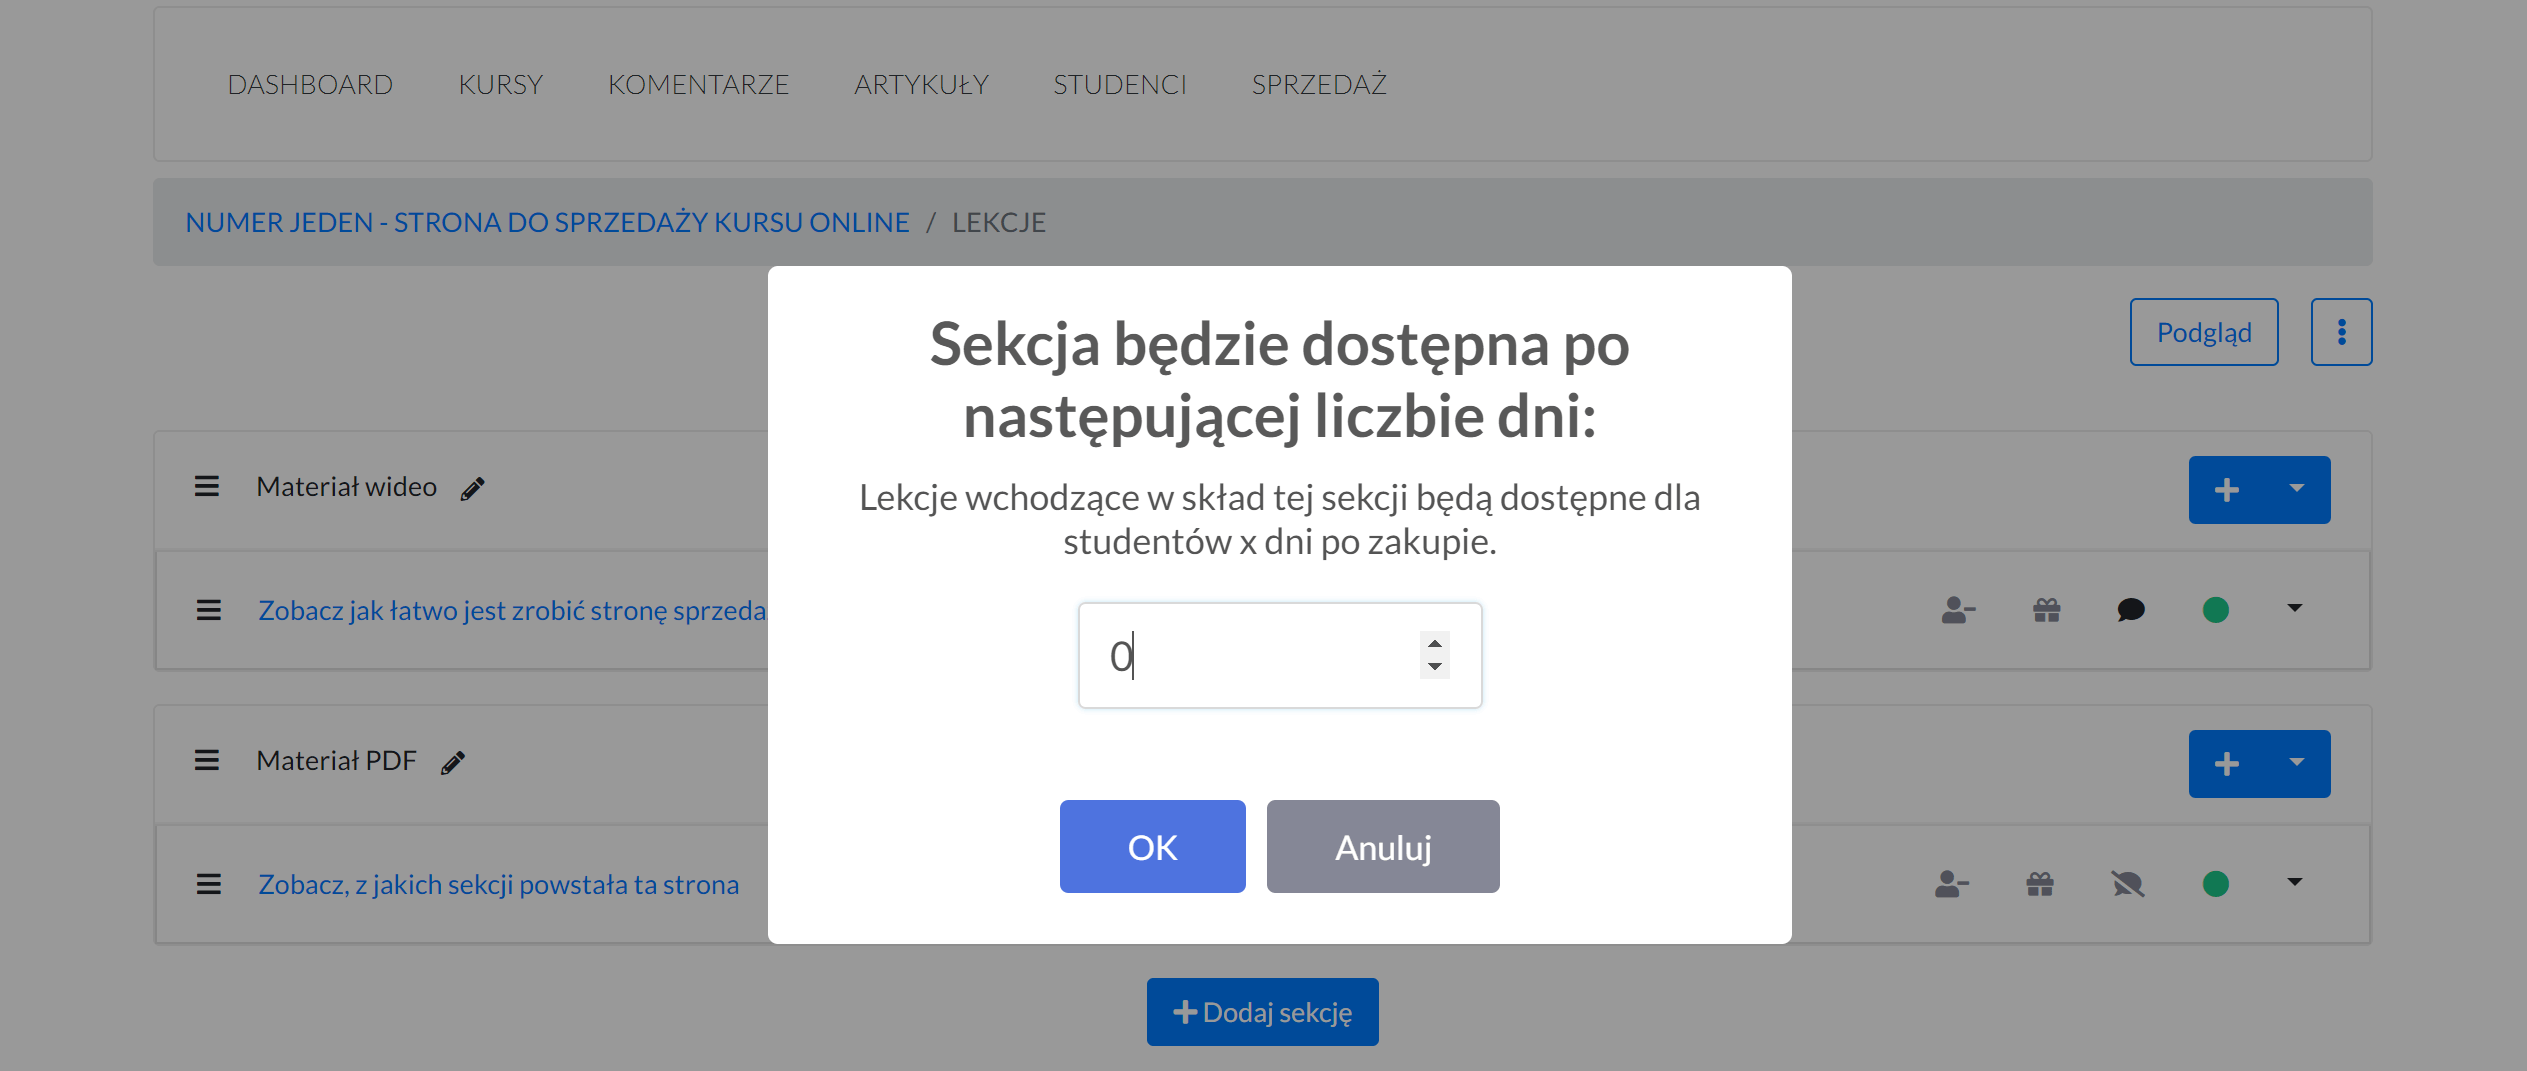 DASHBOARD KURSY KOMENTARZE ARTYKUŁY STUDENCI SPRZEDAŻ
NUMER JEDEN - STRONA DO SPRZEDAŻY KURSU ONLINE / LEKCJE
Podgląd
Sekcja będzie dostępna po
następującej liczbie dni:
Lekcje wchodzące w skład tej sekcji będą dostępne dla
studentów x dni po zakupie.
0
OK Anuluj
Materiał wideo
Zobacz jak łatwo jest zrobić stronę sprzeda
Materiał PDF
Zobacz, z jakich sekcji powstała ta strona
Dodaj sekcję